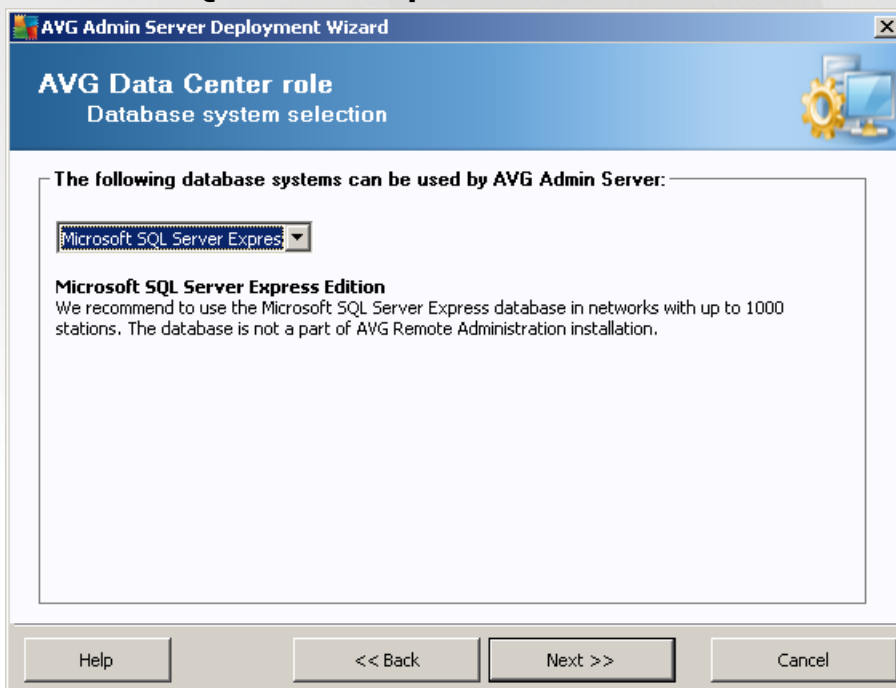 AVG Admin Server Deployment Wizard
AVG Data Center role
Database system selection
The following database systems can be used by AVG Admin Server:
Microsoft SQL Server Expres
Microsoft SQL Server Express Edition
We recommend to use the Microsoft SQL Server Express database in networks with up to 1000
stations. The database is not a part of AVG Remote Administration installation.
Help
<< Back
Next >>
Cancel